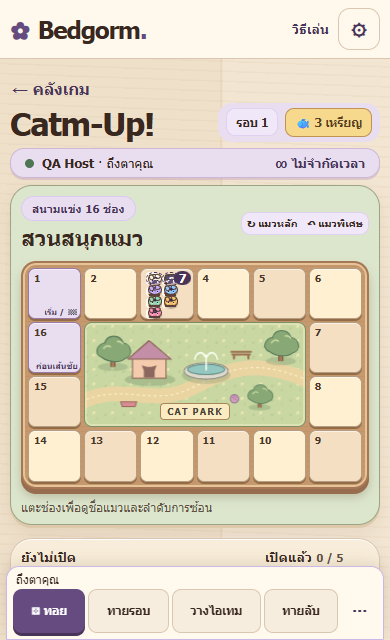 Bedgorm.
วิธีเล่น
← คลังเกม
Catm-Up!
รอบ 1
3 เหรียญ
QA Host · ถึงตาคุณ
∞ ไม่จำกัดเวลา
สนามแข่ง 16 ช่อง
สวนสนุกแมว
↻ แมวหลัก ↶ แมวพิเศษ
1
เริ่ม /
2
7
4
5
6
16
ก่อนเส้นชัย
7
15
8
CAT PARK
14
13
12
11
10
9
แตะช่องเพื่อดูชื่อแมวและลำดับการซ้อน
ยังไม่เปิด
เปิดแล้ว 0 / 5
ถึงตาคุณ
ทอย
ทายรอบ
วางไอเทม
ทายลับ
...